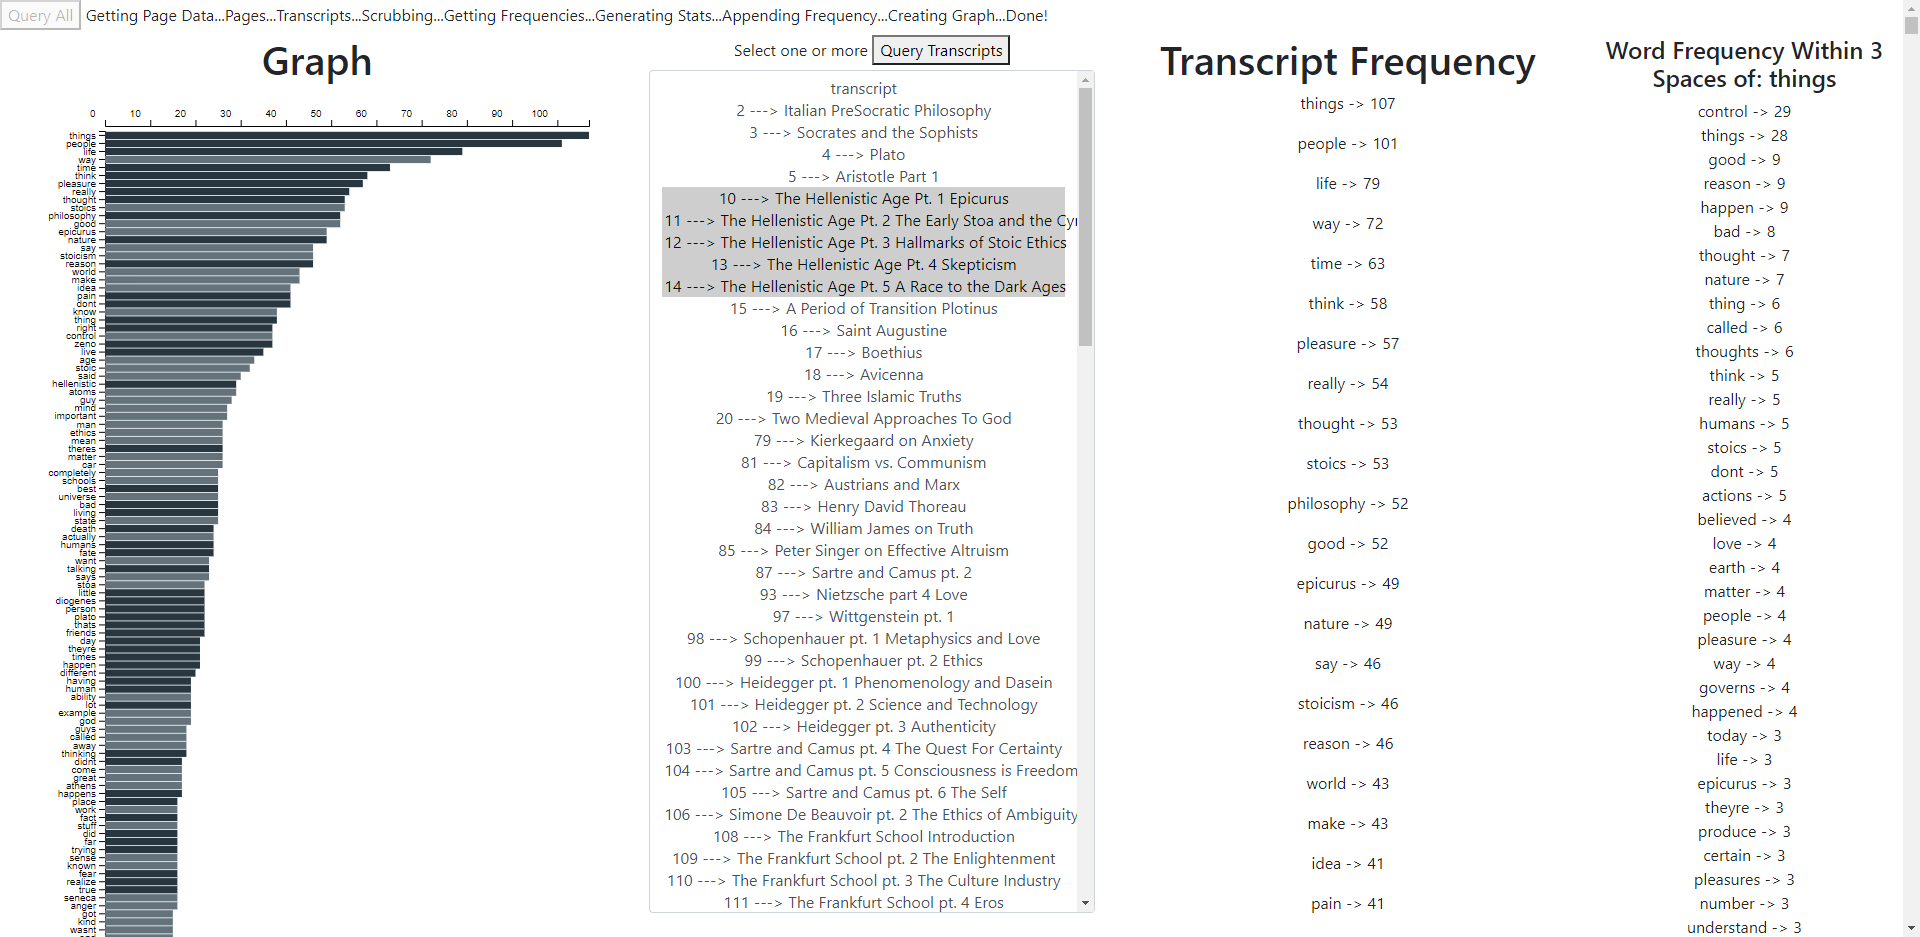 Query All Getting Page Data...Pages...Transcripts...Scrubbing...Getting Frequencies...Generating Stats...Appending Frequency...Creating Graph...Done!
Graph
0 10 20 30 40 50 60 70 80 90 100
things
people
life
way
time
think
pleasure
really
thought
stoics
philosophy
good
epicurus
nature
say
stoicism
reason
world
make
idea
pain
dont
know
thing
right
control
zeno
live
age
stoic
said
hellenistic
atoms
guy
mind
important
man
ethics
mean
theres
matter
car
completely
schools
best
universe
bad
living
state
death
actually
humans
fate
want
talking
says
stoa
little
diogenes
person
plato
thats
friends
day
theyre
times
happen
different
having
human
ability
lot
example
god
guys
called
away
thinking
didnt
come
great
athens
happens
place
work
fact
stuff
did
far
trying
sense
known
fear
realize
true
seneca
anger
got
kind
wasnt
Select one or more Query Transcripts
transcript
2 ---> Italian PreSocratic Philosophy
3 ---> Socrates and the Sophists
4 ---> Plato
5 ---> Aristotle Part 1
10 ---> The Hellenistic Age Pt. 1 Epicurus
11 ---> The Hellenistic Age Pt. 2 The Early Stoa and the Cyr
12 ---> The Hellenistic Age Pt. 3 Hallmarks of Stoic Ethics
13 ---> The Hellenistic Age Pt. 4 Skepticism
14 ---> The Hellenistic Age Pt. 5 A Race to the Dark Ages
15 ---> A Period of Transition Plotinus
16 ---> Saint Augustine
17 ---> Boethius
18 ---> Avicenna
19 ---> Three Islamic Truths
20 ---> Two Medieval Approaches To God
79 ---> Kierkegaard on Anxiety
81 ---> Capitalism vs. Communism
82 ---> Austrians and Marx
83 ---> Henry David Thoreau
84 ---> William James on Truth
85 ---> Peter Singer on Effective Altruism
87 ---> Sartre and Camus pt. 2
93 ---> Nietzsche part 4 Love
97 ---> Wittgenstein pt. 1
98 ---> Schopenhauer pt. 1 Metaphysics and Love
99 ---> Schopenhauer pt. 2 Ethics
100 ---> Heidegger pt. 1 Phenomenology and Dasein
101 ---> Heidegger pt. 2 Science and Technology
102 ---> Heidegger pt. 3 Authenticity
103 ---> Sartre and Camus pt. 4 The Quest For Certainty
104 ---> Sartre and Camus pt. 5 Consciousness is Freedom
105 ---> Sartre and Camus pt. 6 The Self
106 ---> Simone De Beauvoir pt. 2 The Ethics of Ambiguity
108 ---> The Frankfurt School Introduction
109 ---> The Frankfurt School pt. 2 The Enlightenment
110 ---> The Frankfurt School pt. 3 The Culture Industry
111 ---> The Frankfurt School pt. 4 Eros
Transcript Frequency
things -> 107
people -> 101
life -> 79
way -> 72
time -> 63
think -> 58
pleasure -> 57
really -> 54
thought -> 53
stoics -> 53
philosophy -> 52
good -> 52
epicurus -> 49
nature -> 49
say -> 46
stoicism -> 46
reason -> 46
world -> 43
make -> 43
idea -> 41
pain -> 41
Word Frequency Within 3
Spaces of: things
control -> 29
things -> 28
good -> 9
reason -> 9
happen -> 9
bad -> 8
thought -> 7
nature -> 7
thing -> 6
called -> 6
thoughts -> 6
think -> 5
really -> 5
humans -> 5
stoics -> 5
dont -> 5
actions -> 5
believed -> 4
love -> 4
earth -> 4
matter -> 4
people -> 4
pleasure -> 4
way -> 4
governs -> 4
happened -> 4
today -> 3
life -> 3
epicurus -> 3
theyre -> 3
produce -> 3
certain -> 3
pleasures -> 3
number -> 3
understand -> 3